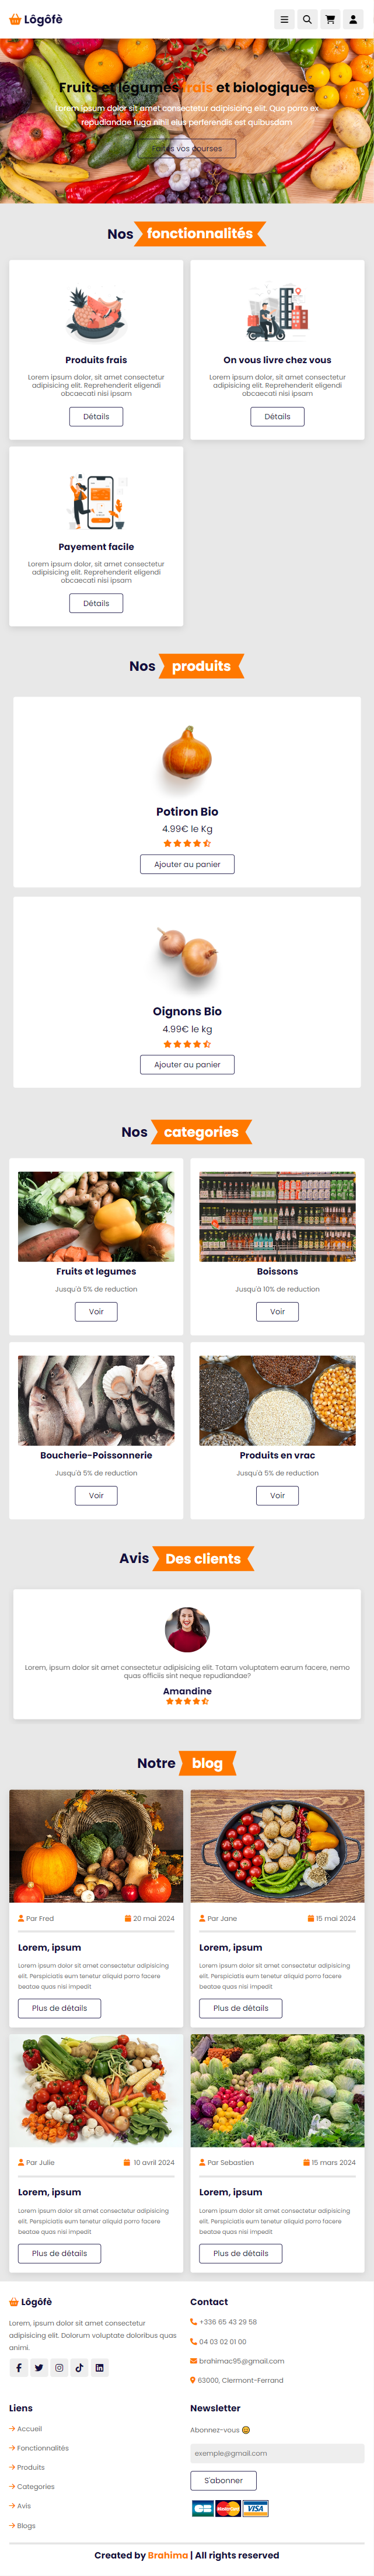 Lôgôfè
Fruits et légumes frais et biologiques
Lorem ipsum dolor sit amet consectetur adipisicing elit. Quo porro ex
repudiandae fuga nihil eius perferendis est quibusdam
Faites vos courses
Nos fonctionnalités
Produits frais
Lorem ipsum dolor, sit amet consectetur
adipisicing elit. Reprehenderit eligendi
obcaecati nisi ipsam
Détails
On vous livre chez vous
Lorem ipsum dolor, sit amet consectetur
adipisicing elit. Reprehenderit eligendi
obcaecati nisi ipsam
Détails
Payement facile
Lorem ipsum dolor, sit amet consectetur
adipisicing elit. Reprehenderit eligendi
obcaecati nisi ipsam
Détails
Nos produits
Potiron Bio
4.99€ le Kg
Ajouter au panier
Oignons Bio
4.99€ le kg
Ajouter au panier
Nos categories
Fruits et legumes
Jusqu'à 5% de reduction
Voir
Boissons
Jusqu'à 10% de reduction
Voir
Boucherie-Poissonnerie
Jusqu'à 5% de reduction
Voir
Produits en vrac
Jusqu'à 5% de reduction
Voir
Avis Des clients
Lorem, ipsum dolor sit amet consectetur adipisicing elit. Totam voluptatem earum facere, nemo
quas officiis sint neque repudiandae?
Amandine
Notre blog
Par Fred 20 mai 2024
Lorem, ipsum
Lorem ipsum dolor sit amet consectetur adipisicing
elit. Perspiciatis eum tenetur aliquid porro facere
beatae quas nisi impedit
Plus de détails
Par Jane 15 mai 2024
Lorem, ipsum
Lorem ipsum dolor sit amet consectetur adipisicing
elit. Perspiciatis eum tenetur aliquid porro facere
beatae quas nisi impedit
Plus de détails
Par Julie 10 avril 2024
Lorem, ipsum
Lorem ipsum dolor sit amet consectetur adipisicing
elit. Perspiciatis eum tenetur aliquid porro facere
beatae quas nisi impedit
Plus de détails
Par Sebastien 15 mars 2024
Lorem, ipsum
Lorem ipsum dolor sit amet consectetur adipisicing
elit. Perspiciatis eum tenetur aliquid porro facere
beatae quas nisi impedit
Plus de détails
Lôgôfè
Lorem, ipsum dolor sit amet consectetur
adipisicing elit. Dolorum voluptate doloribus quas
animi.
Contact
+336 65 43 29 58
04 03 02 01 00
brahimac95@gmail.com
63000, Clermont-Ferrand
Liens
Accueil
Fonctionnalités
Produits
Categories
Avis
Blogs
Newsletter
Abonnez-vous
exemple@gmail.com
S'abonner
CB MasterCard VISA
Created by Brahima | All rights reserved